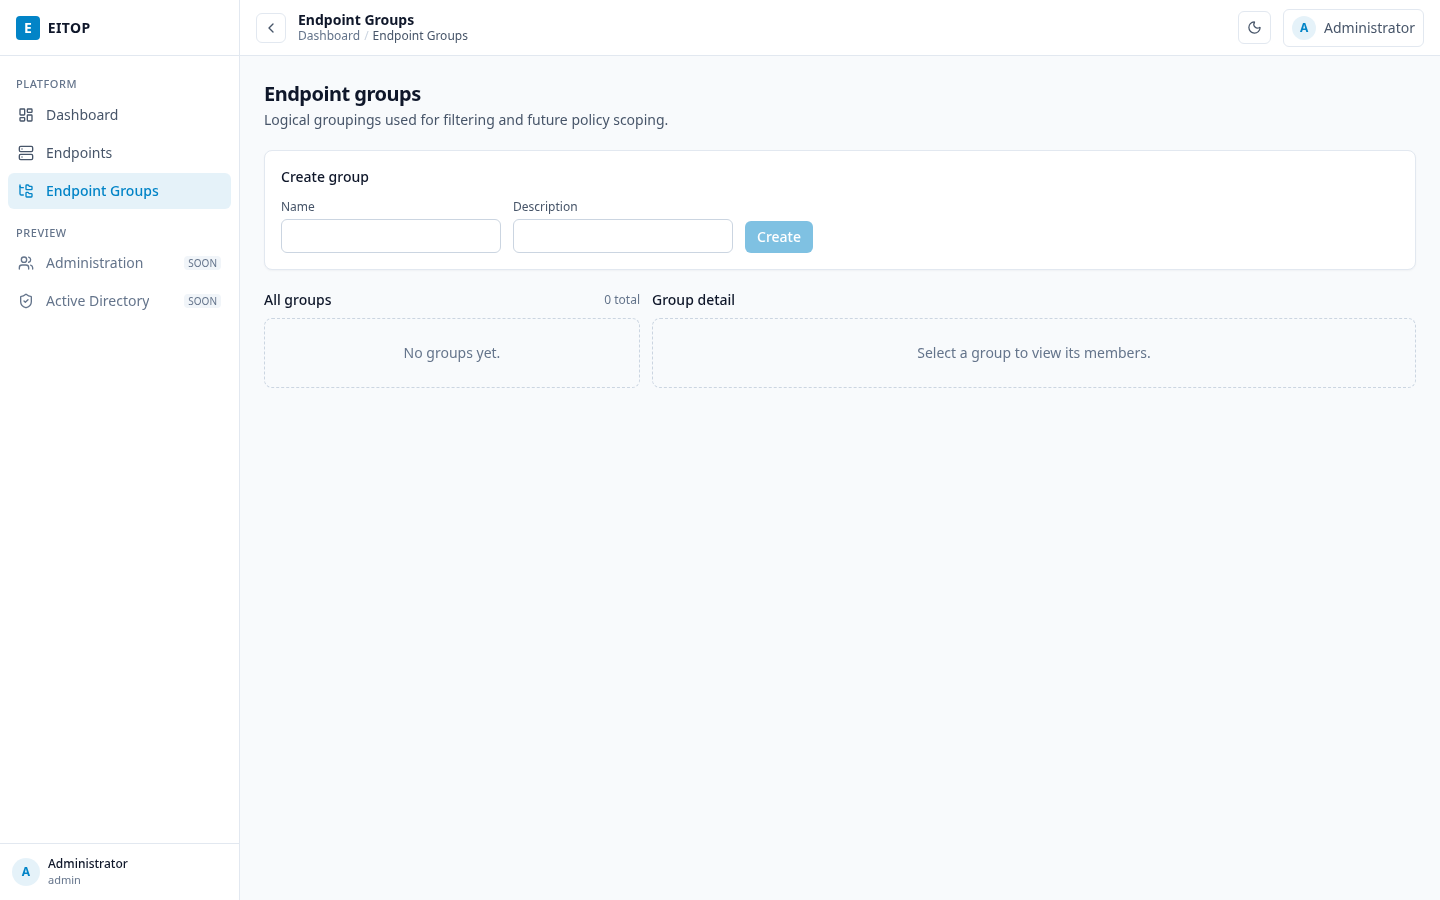 E EITOP
PLATFORM
Dashboard
Endpoints
Endpoint Groups
PREVIEW
Administration SOON
Active Directory SOON
A Administrator
admin
Endpoint Groups
Dashboard / Endpoint Groups
A Administrator
Endpoint groups
Logical groupings used for filtering and future policy scoping.
Create group
Name Description
Create
All groups 0 total
No groups yet.
Group detail
Select a group to view its members.